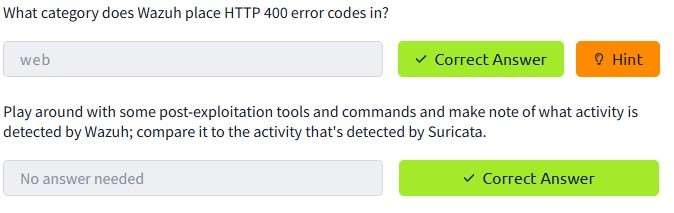 What category does Wazuh place HTTP 400 error codes in?
web
Correct Answer
Hint
Play around with some post-exploitation tools and commands and make note of what activity is
detected by Wazuh; compare it to the activity that's detected by Suricata.
No answer needed
Correct Answer